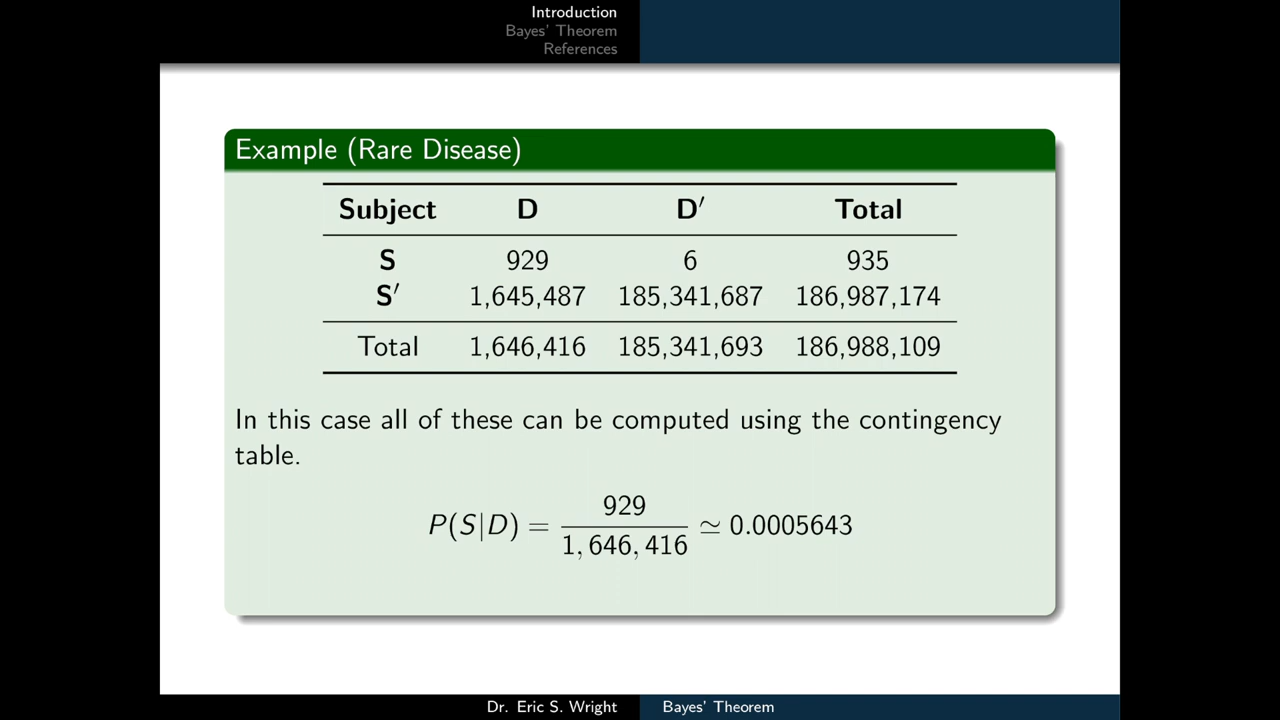 Introduction
Bayes' Theorem
References
Example (Rare Disease)
Subject D D′ Total
S 929 6 935
S′ 1,645,487 185,341,687 186,987,174
Total 1,646,416 185,341,693 186,988,109
In this case all of these can be computed using the contingency
table.
P(S|D) = 929 / 1,646,416 ≃ 0.0005643
Dr. Eric S. Wright Bayes' Theorem